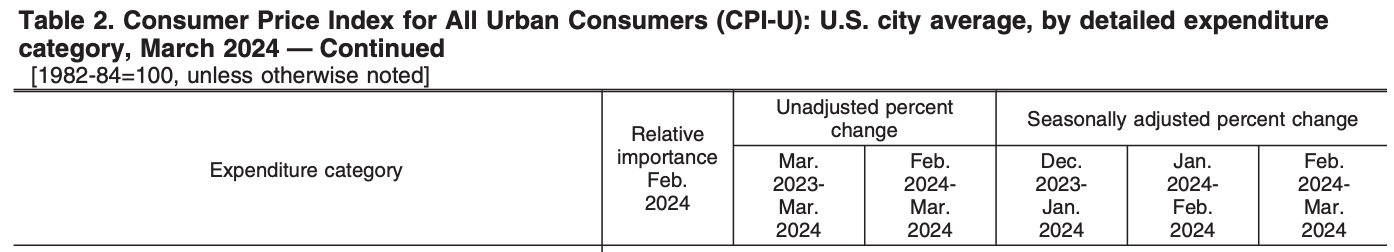 Table 2. Consumer Price Index for All Urban Consumers (CPI-U): U.S. city average, by detailed expenditure
category, March 2024 — Continued
[1982-84=100, unless otherwise noted]
Expenditure category
Relative
importance
Feb.
2024
Unadjusted percent
change
Mar.
2023-
Mar.
2024
Feb.
2024-
Mar.
2024
Seasonally adjusted percent change
Dec.
2023-
Jan.
2024
Jan.
2024-
Feb.
2024
Feb.
2024-
Mar.
2024